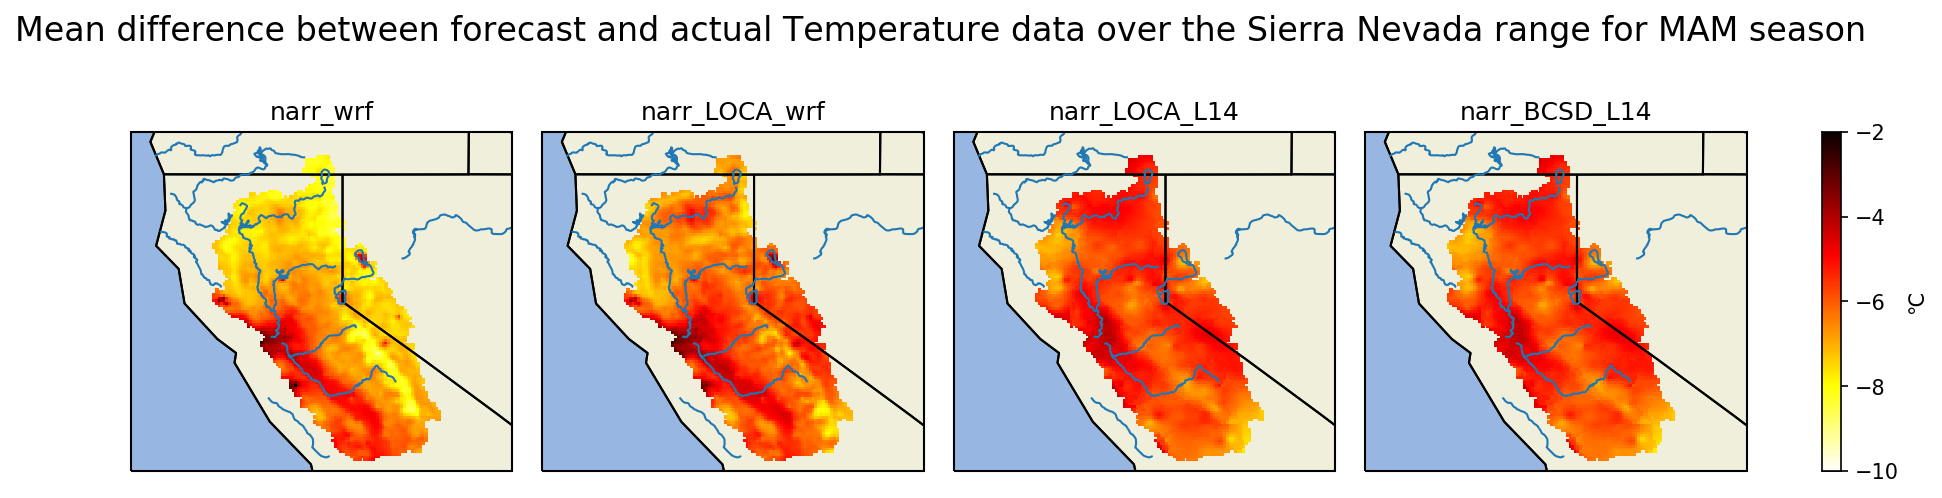 Mean difference between forecast and actual Temperature data over the Sierra Nevada range for MAM season
narr_wrf
narr_LOCA_wrf
narr_LOCA_L14
narr_BCSD_L14
−2
−4
−6
−8
−10
°C